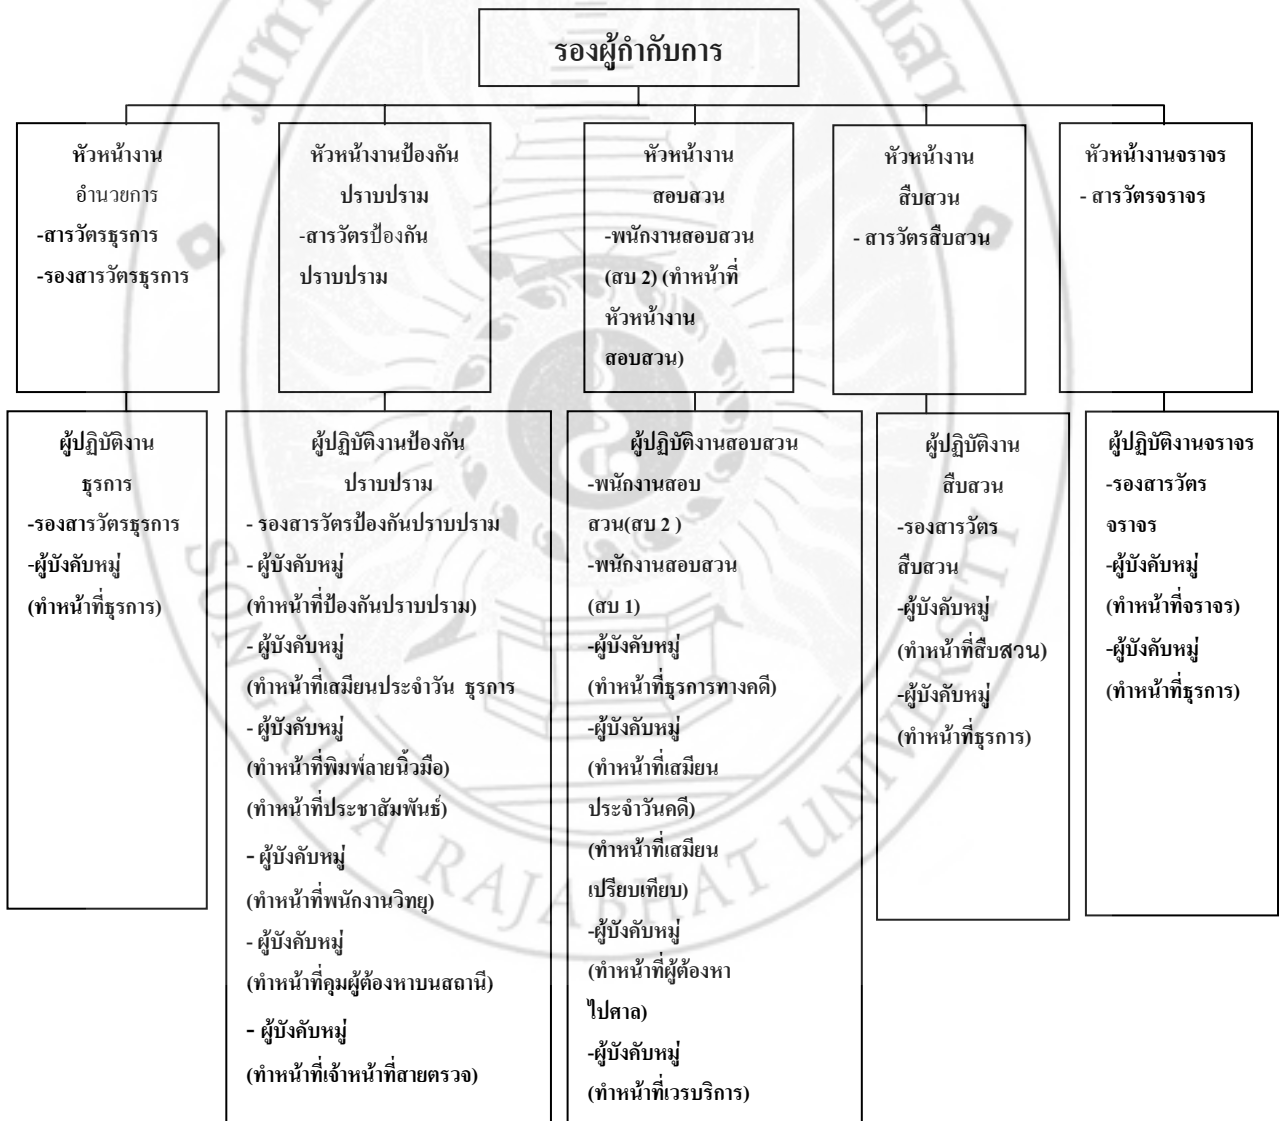 รองผู้กำกับการ
หัวหน้างาน
อำนวยการ
-สารวัตรธุรการ
-รองสารวัตรธุรการ
หัวหน้างานป้องกัน
ปราบปราม
-สารวัตรป้องกัน
ปราบปราม
หัวหน้างาน
สอบสวน
-พนักงานสอบสวน
(สบ 2) (ทำหน้าที่
หัวหน้างาน
สอบสวน)
หัวหน้างาน
สืบสวน
- สารวัตรสืบสวน
หัวหน้างานจราจร
- สารวัตรจราจร
ผู้ปฏิบัติงาน
ธุรการ
-รองสารวัตรธุรการ
-ผู้บังคับหมู่
(ทำหน้าที่ธุรการ)
ผู้ปฏิบัติงานป้องกัน
ปราบปราม
- รองสารวัตรป้องกันปราบปราม
- ผู้บังคับหมู่
(ทำหน้าที่ป้องกันปราบปราม)
- ผู้บังคับหมู่
(ทำหน้าที่เสมียนประจำวัน ธุรการ
- ผู้บังคับหมู่
(ทำหน้าที่พิมพ์ลายนิ้วมือ)
(ทำหน้าที่ประชาสัมพันธ์)
- ผู้บังคับหมู่
(ทำหน้าที่พนักงานวิทยุ)
- ผู้บังคับหมู่
(ทำหน้าที่คุมผู้ต้องหาบนสถานี)
- ผู้บังคับหมู่
(ทำหน้าที่เจ้าหน้าที่สายตรวจ)
ผู้ปฏิบัติงานสอบสวน
-พนักงานสอบ
สวน(สบ 2 )
-พนักงานสอบสวน
(สบ 1)
-ผู้บังคับหมู่
(ทำหน้าที่ธุรการทางคดี)
-ผู้บังคับหมู่
(ทำหน้าที่เสมียน
ประจำวันคดี)
(ทำหน้าที่เสมียน
เปรียบเทียบ)
-ผู้บังคับหมู่
(ทำหน้าที่ผู้ต้องหา
ไปศาล)
-ผู้บังคับหมู่
(ทำหน้าที่เวรบริการ)
ผู้ปฏิบัติงาน
สืบสวน
-รองสารวัตร
สืบสวน
-ผู้บังคับหมู่
(ทำหน้าที่สืบสวน)
-ผู้บังคับหมู่
(ทำหน้าที่ธุรการ)
ผู้ปฏิบัติงานจราจร
-รองสารวัตร
จราจร
-ผู้บังคับหมู่
(ทำหน้าที่จราจร)
-ผู้บังคับหมู่
(ทำหน้าที่ธุรการ)
SONGKHLA RAJABHAT UNIVERSITY